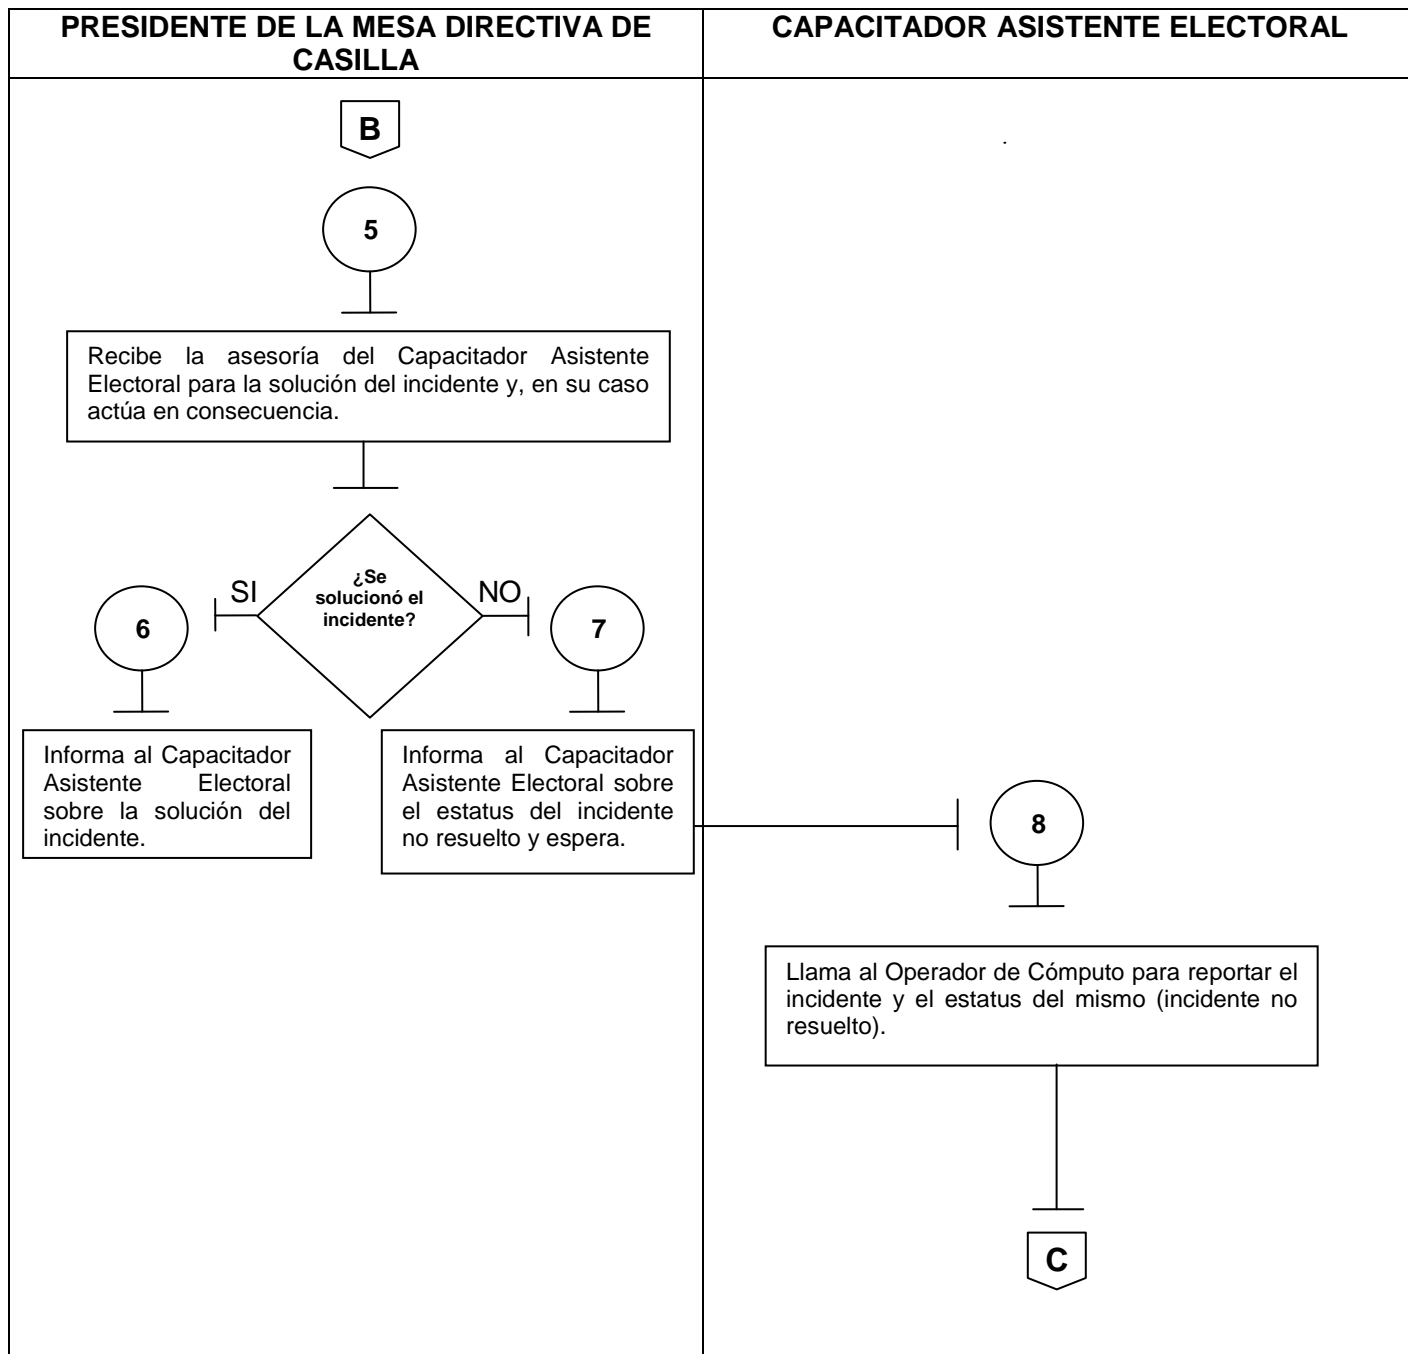 PRESIDENTE DE LA MESA DIRECTIVA DE
CASILLA
CAPACITADOR ASISTENTE ELECTORAL
B
5
Recibe la asesoría del Capacitador Asistente
Electoral para la solución del incidente y, en su caso
actúa en consecuencia.
¿Se
solucionó el
incidente?
SI
NO
6
7
Informa al Capacitador
Asistente Electoral
sobre la solución del
incidente.
Informa al Capacitador
Asistente Electoral sobre
el estatus del incidente
no resuelto y espera.
8
Llama al Operador de Cómputo para reportar el
incidente y el estatus del mismo (incidente no
resuelto).
C